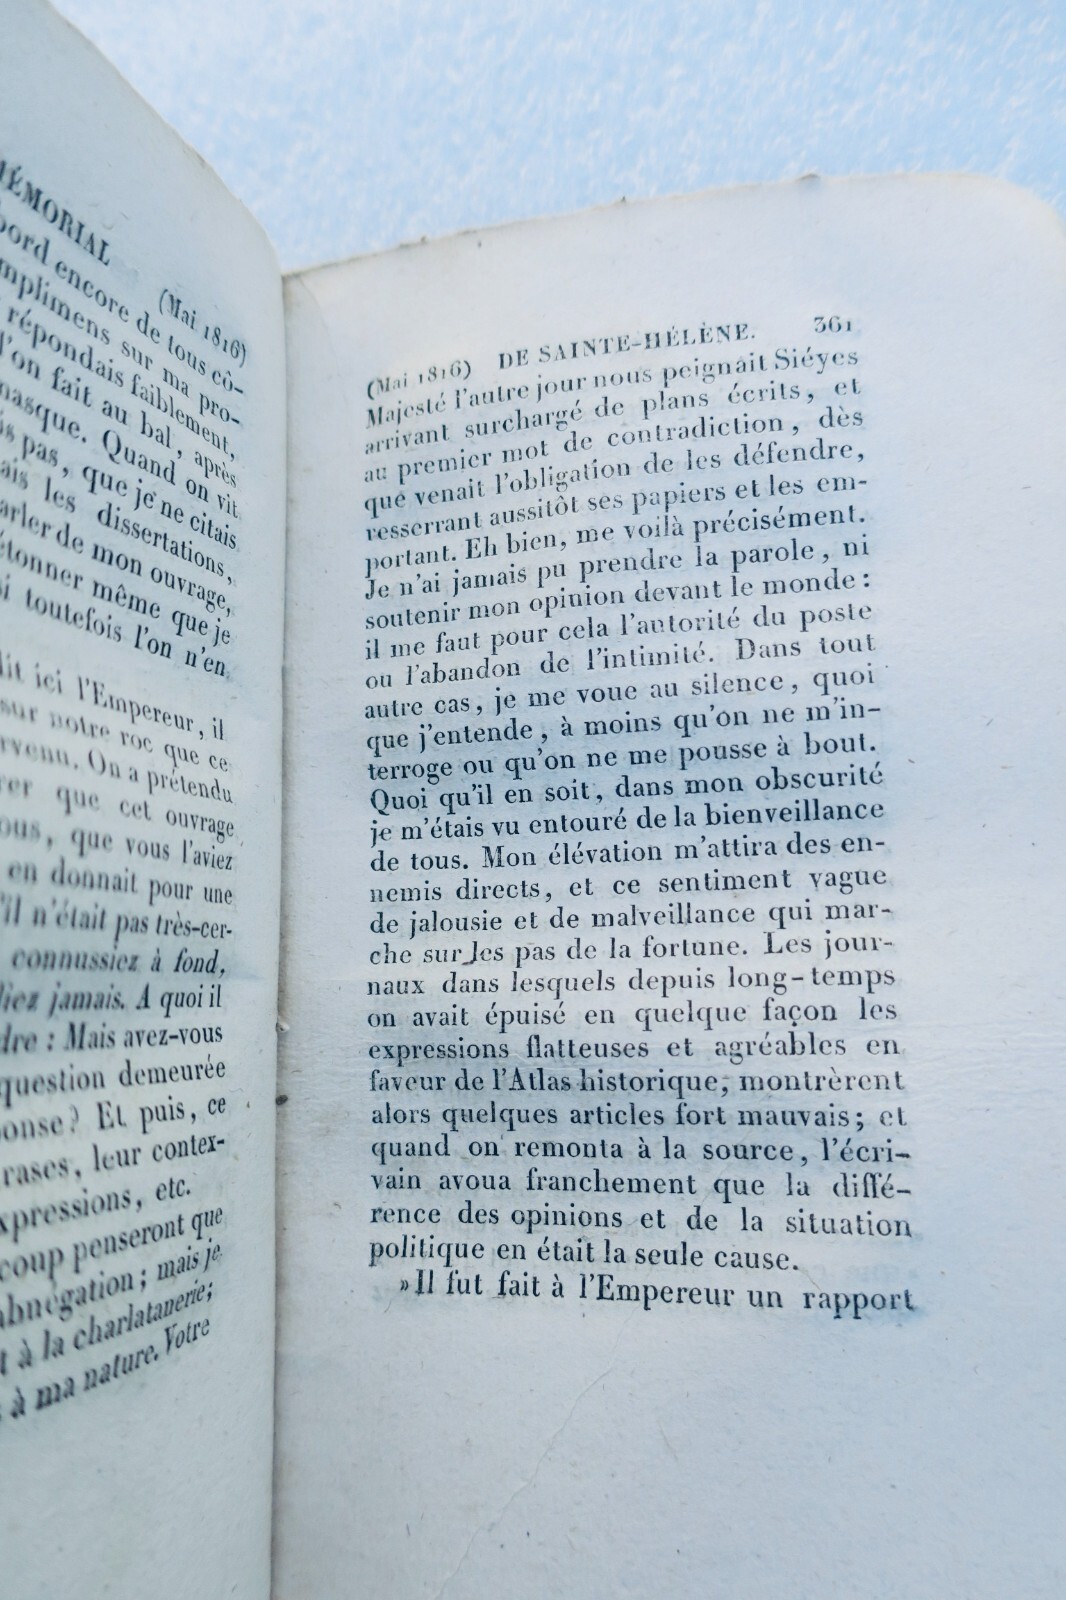 MÉMORIAL
(Mai 1816)
bord encore de tous cô-
mplimens sur ma pro-
répondais faiblement,
l'on fait au bal, après
masque. Quand on vit
pas, que je ne citais
ais les dissertations,
arler de mon ouvrage,
étonner même que je
i toutefois l'on n'en
dit ici l'Empereur, il
sur notre roc que ce
rvenu. On a prétendu
rer que cet ouvrage
ous, que vous l'aviez
en donnait pour une
'il n'était pas très-cer-
connussiez à fond,
liez jamais. A quoi il
dre : Mais avez-vous
question demeurée
onse? Et puis, ce
rases, leur contex-
xpressions, etc.
coup penseront que
abnégation; mais je
t à la charlatanerie;
à ma nature. Votre
(Mai 1816) DE SAINTE-HÉLÈNE. 361
Majesté l'autre jour nous peignait Siéyes
arrivant surchargé de plans écrits, et
au premier mot de contradiction, dès
que venait l'obligation de les défendre,
resserrant aussitôt ses papiers et les em-
portant. Eh bien, me voilà précisément.
Je n'ai jamais pu prendre la parole, ni
soutenir mon opinion devant le monde :
il me faut pour cela l'autorité du poste
ou l'abandon de l'intimité. Dans tout
autre cas, je me voue au silence, quoi
que j'entende, à moins qu'on ne m'in-
terroge ou qu'on ne me pousse à bout.
Quoi qu'il en soit, dans mon obscurité
je m'étais vu entouré de la bienveillance
de tous. Mon élévation m'attira des en-
nemis directs, et ce sentiment vague
de jalousie et de malveillance qui mar-
che sur les pas de la fortune. Les jour-
naux dans lesquels depuis long-temps
on avait épuisé en quelque façon les
expressions flatteuses et agréables en
faveur de l'Atlas historique, montrèrent
alors quelques articles fort mauvais; et
quand on remonta à la source, l'écri-
vain avoua franchement que la diffé-
rence des opinions et de la situation
politique en était la seule cause.
»Il fut fait à l'Empereur un rapport